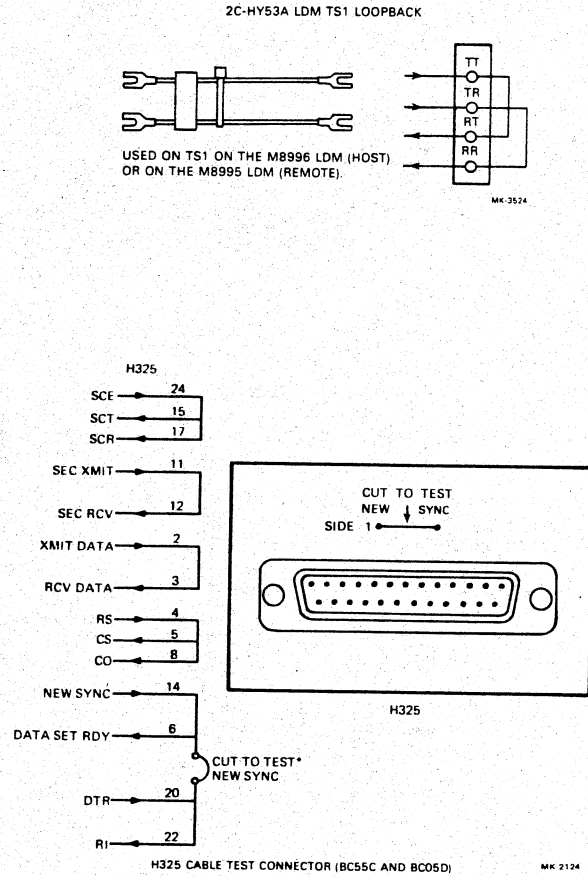 2C-HY53A LDM TS1 LOOPBACK
TT
TR
RT
RR
USED ON TS1 ON THE M8996 LDM (HOST)
OR ON THE M8995 LDM (REMOTE).
MK-3524
H325
SCE 24
SCT 15
SCR 17
SEC XMIT 11
SEC RCV 12
XMIT DATA 2
RCV DATA 3
RS 4
CS 5
CO 8
NEW SYNC 14
DATA SET RDY 6
CUT TO TEST*
NEW SYNC
DTR 20
RI 22
CUT TO TEST
NEW SYNC
SIDE 1
H325
H325 CABLE TEST CONNECTOR (BC55C AND BC05D)
MK 2124